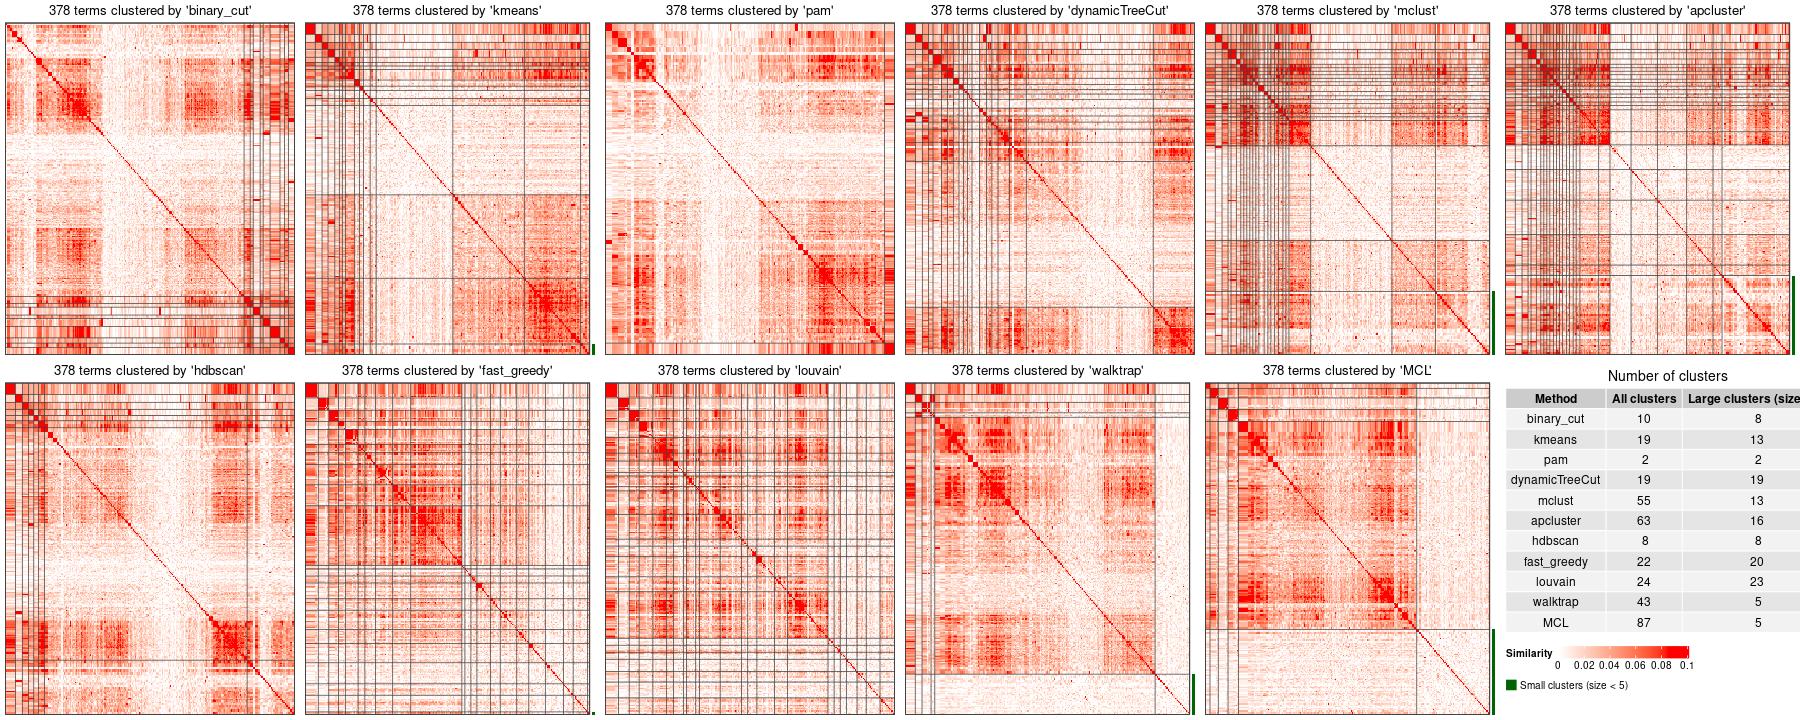 378 terms clustered by 'binary_cut'
378 terms clustered by 'kmeans'
378 terms clustered by 'pam'
378 terms clustered by 'dynamicTreeCut'
378 terms clustered by 'mclust'
378 terms clustered by 'apcluster'
378 terms clustered by 'hdbscan'
378 terms clustered by 'fast_greedy'
378 terms clustered by 'louvain'
378 terms clustered by 'walktrap'
378 terms clustered by 'MCL'
Number of clusters
Method All clusters Large clusters (size
binary_cut 10 8
kmeans 19 13
pam 2 2
dynamicTreeCut 19 19
mclust 55 13
apcluster 63 16
hdbscan 8 8
fast_greedy 22 20
louvain 24 23
walktrap 43 5
MCL 87 5
Similarity
0 0.02 0.04 0.06 0.08 0.1
Small clusters (size < 5)